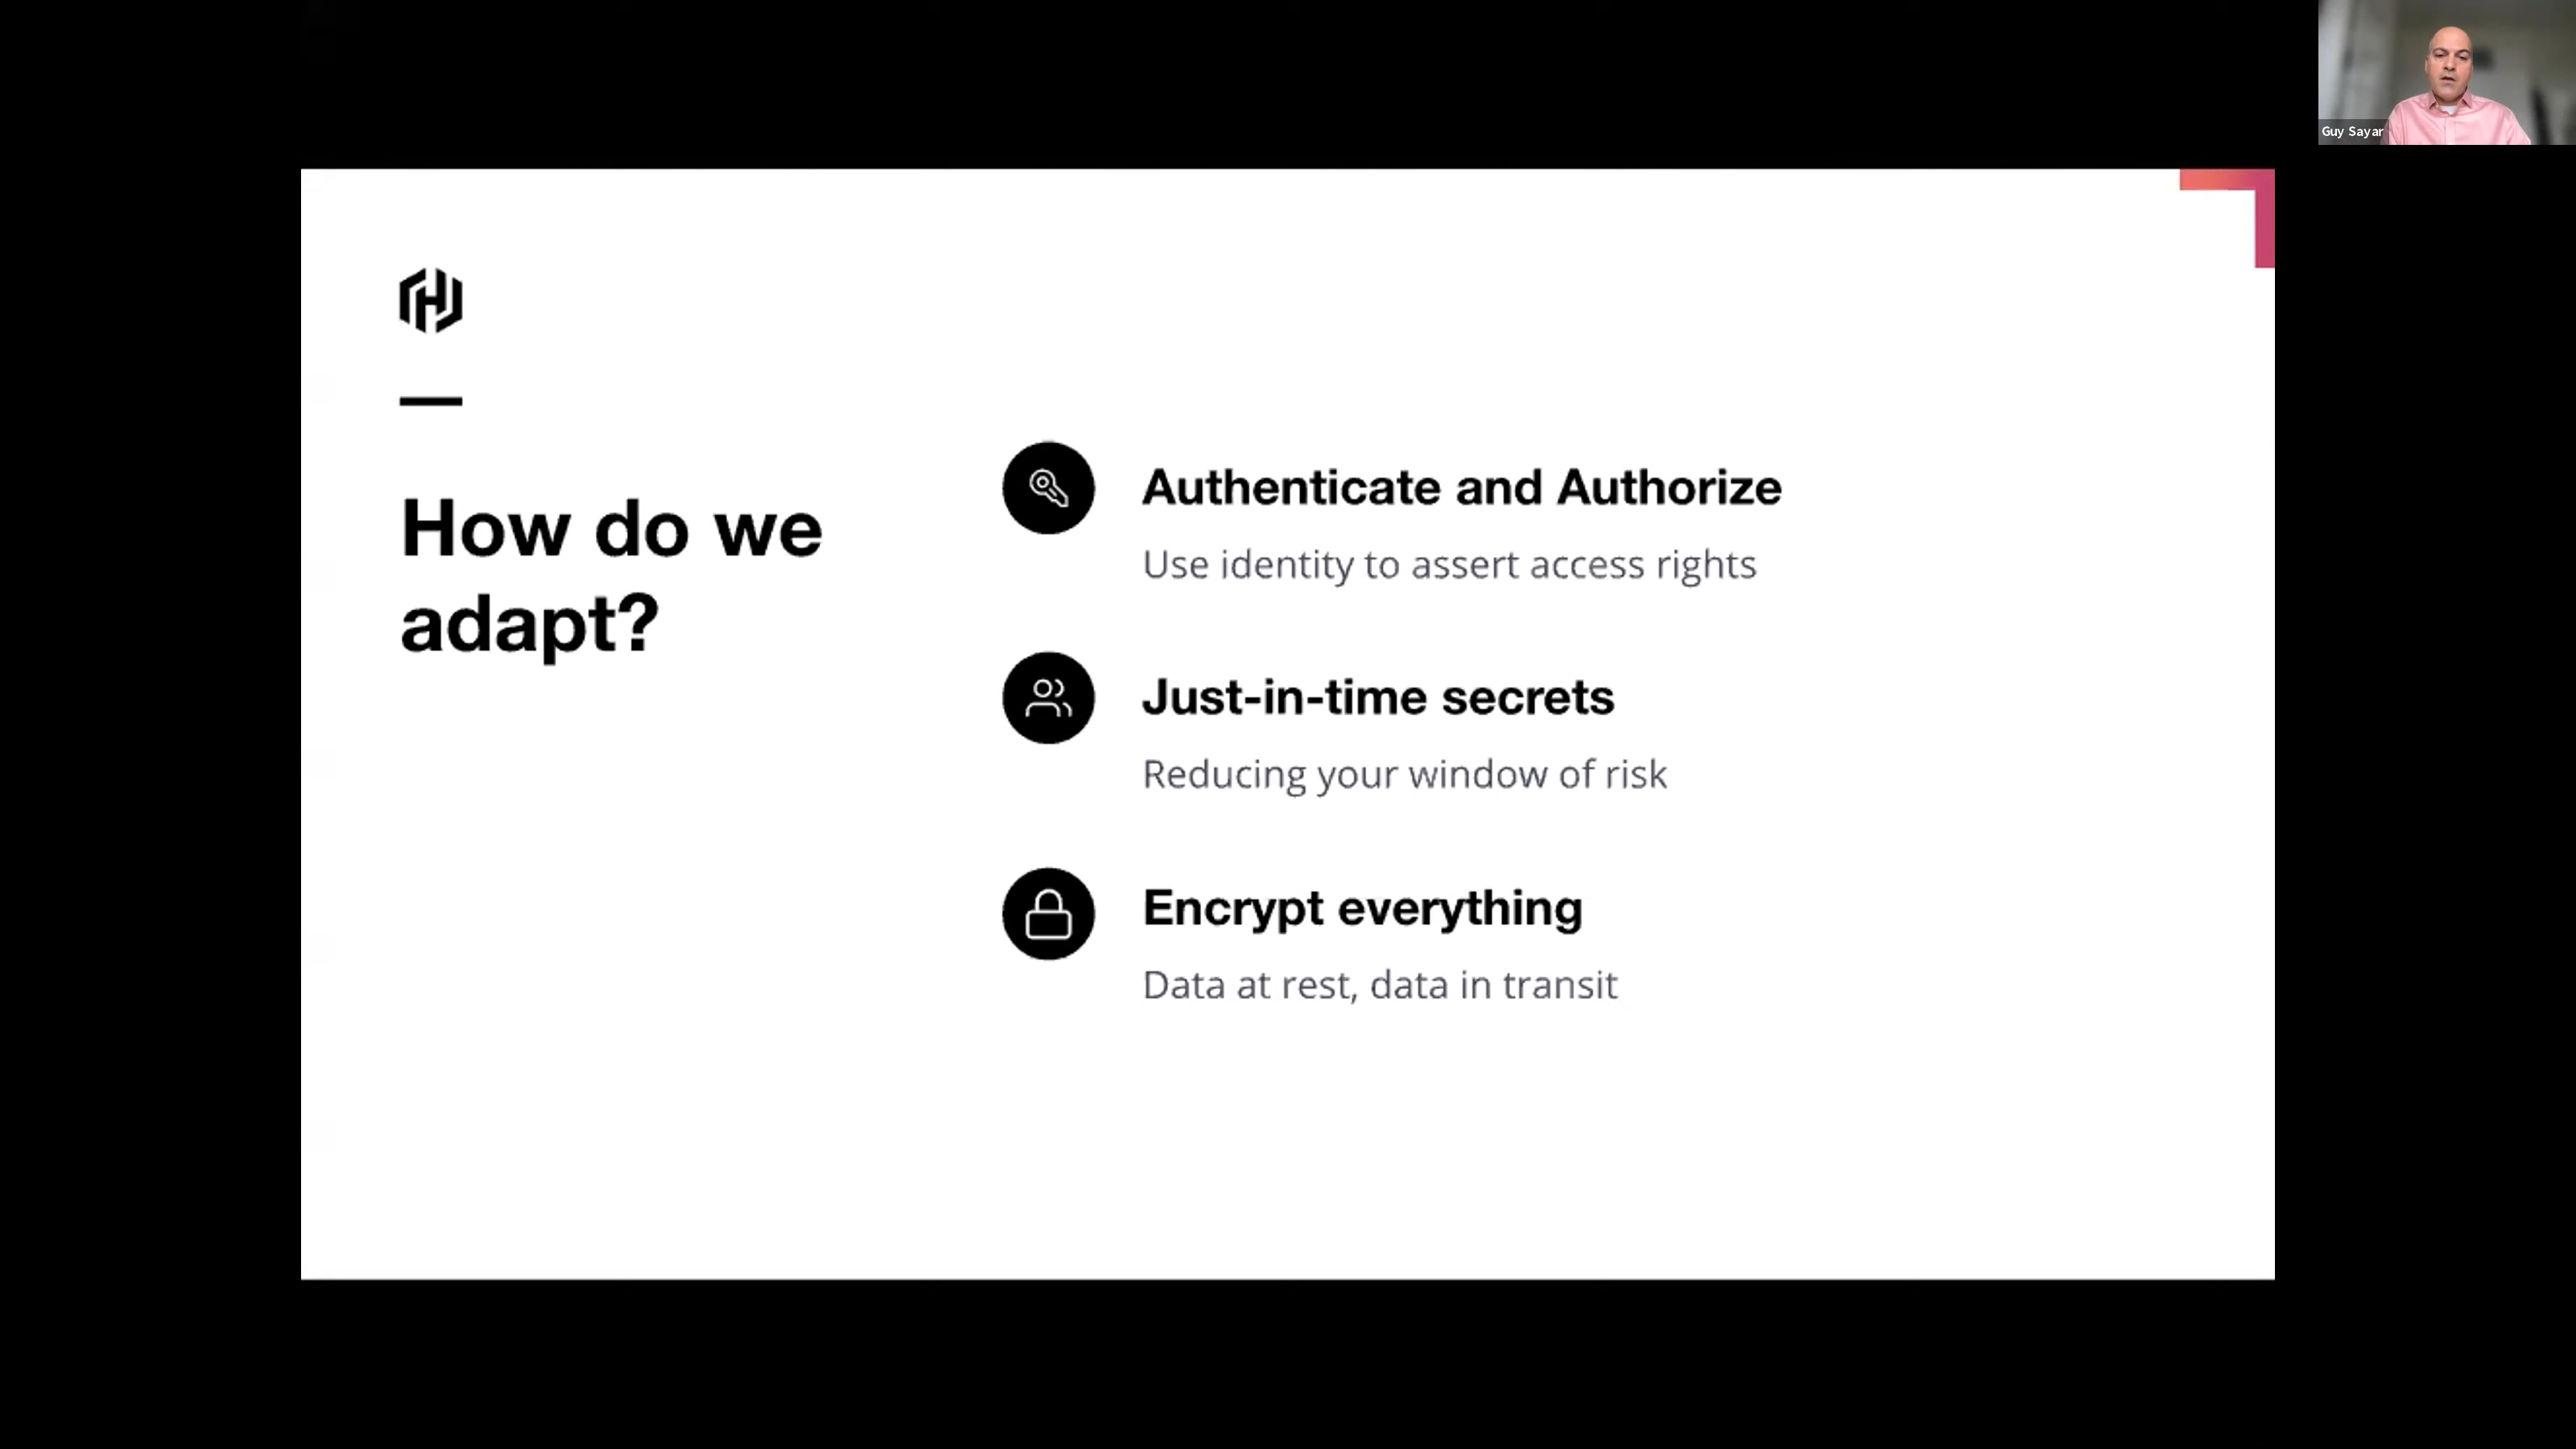 Guy Sayar
How do we
adapt?
Authenticate and Authorize
Use identity to assert access rights
Just-in-time secrets
Reducing your window of risk
Encrypt everything
Data at rest, data in transit